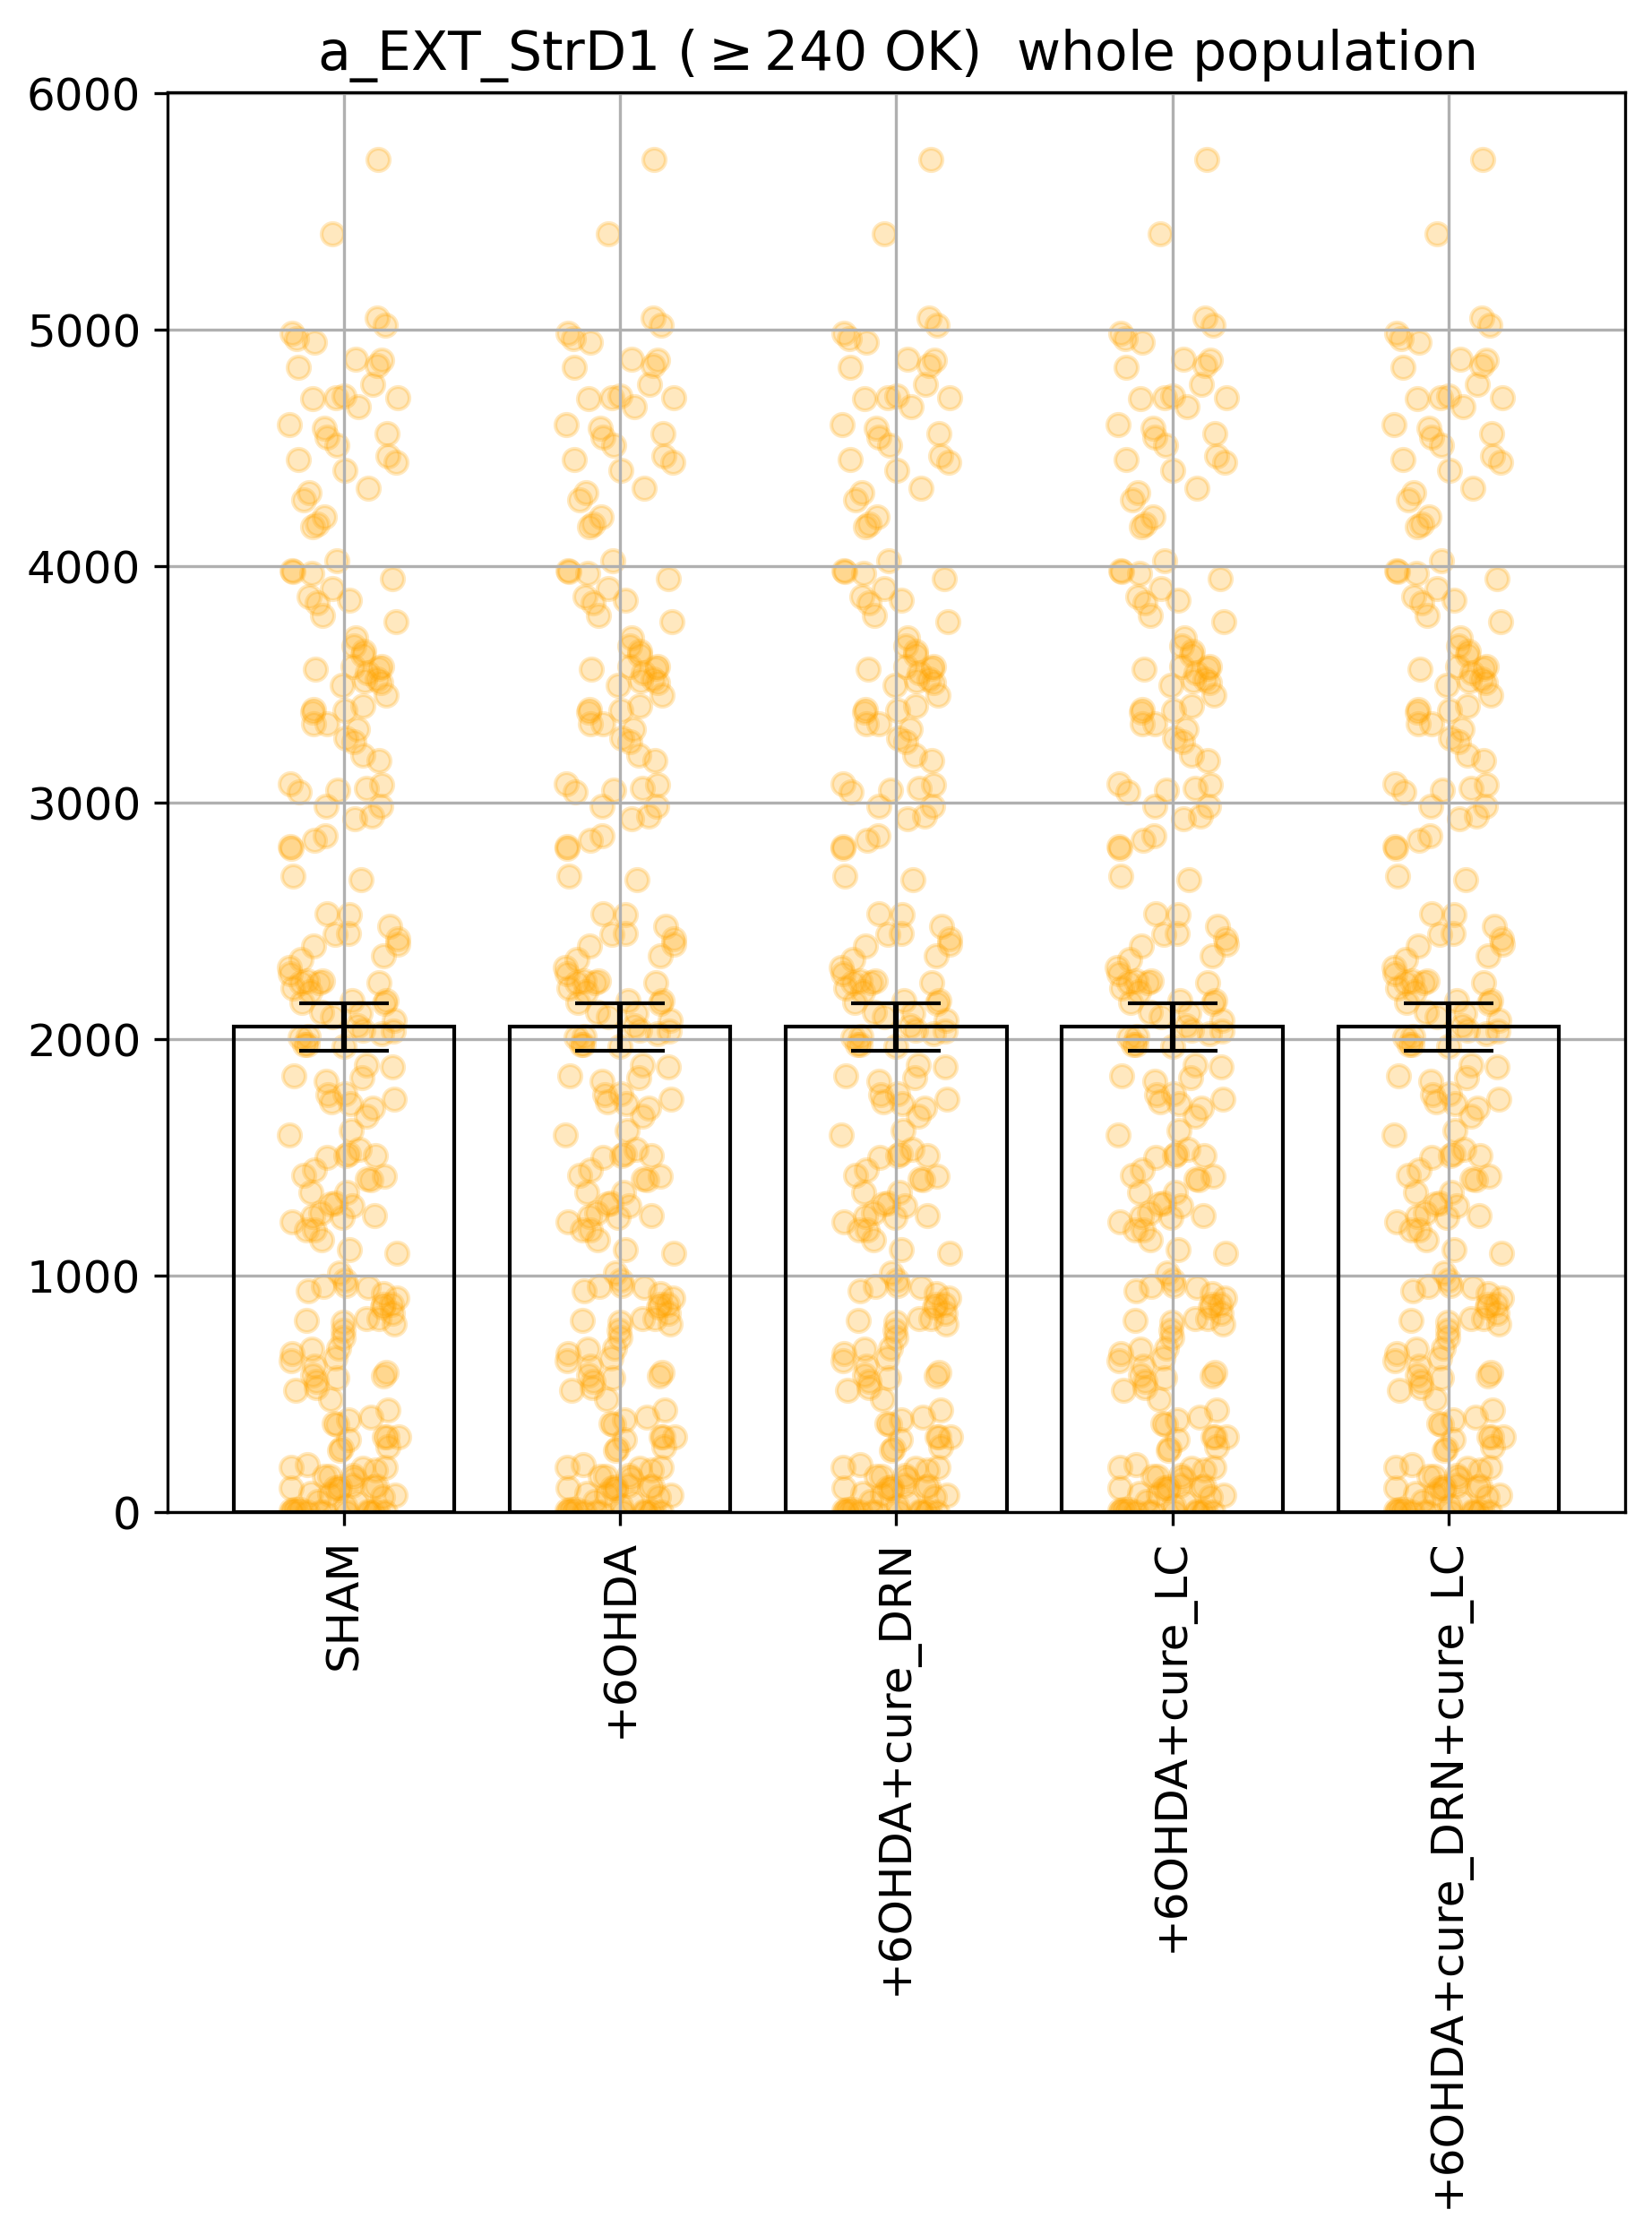 a_EXT_StrD1 (≥240 OK) whole population
6000
5000
4000
3000
2000
1000
0
SHAM
+6OHDA
+6OHDA+cure_DRN
+6OHDA+cure_LC
+6OHDA+cure_DRN+cure_LC